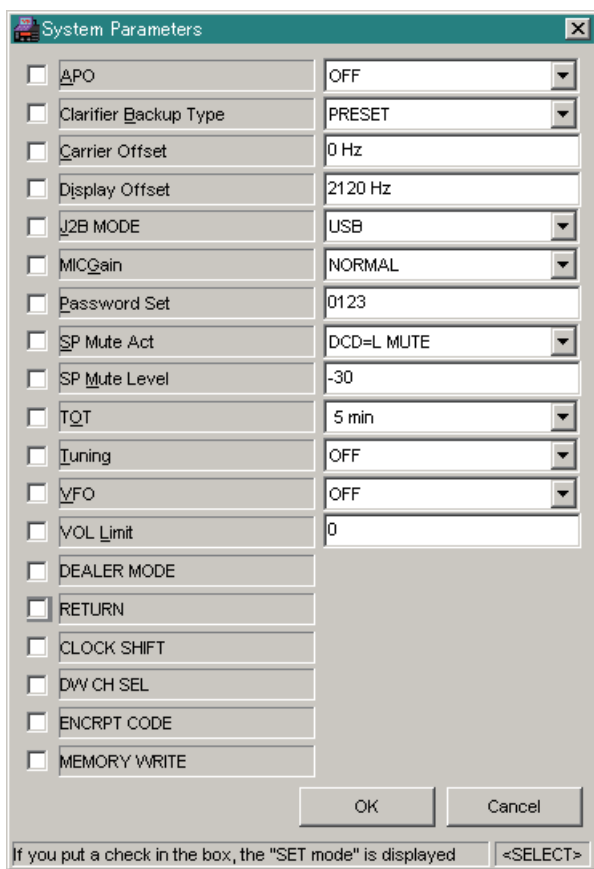 System Parameters
APO OFF
Clarifier Backup Type PRESET
Carrier Offset 0 Hz
Display Offset 2120 Hz
J2B MODE USB
MICGain NORMAL
Password Set 0123
SP Mute Act DCD=L MUTE
SP Mute Level -30
TOT 5 min
Tuning OFF
VFO OFF
VOL Limit 0
DEALER MODE
RETURN
CLOCK SHIFT
DW CH SEL
ENCRPT CODE
MEMORY WRITE
OK Cancel
If you put a check in the box, the "SET mode" is displayed <SELECT>